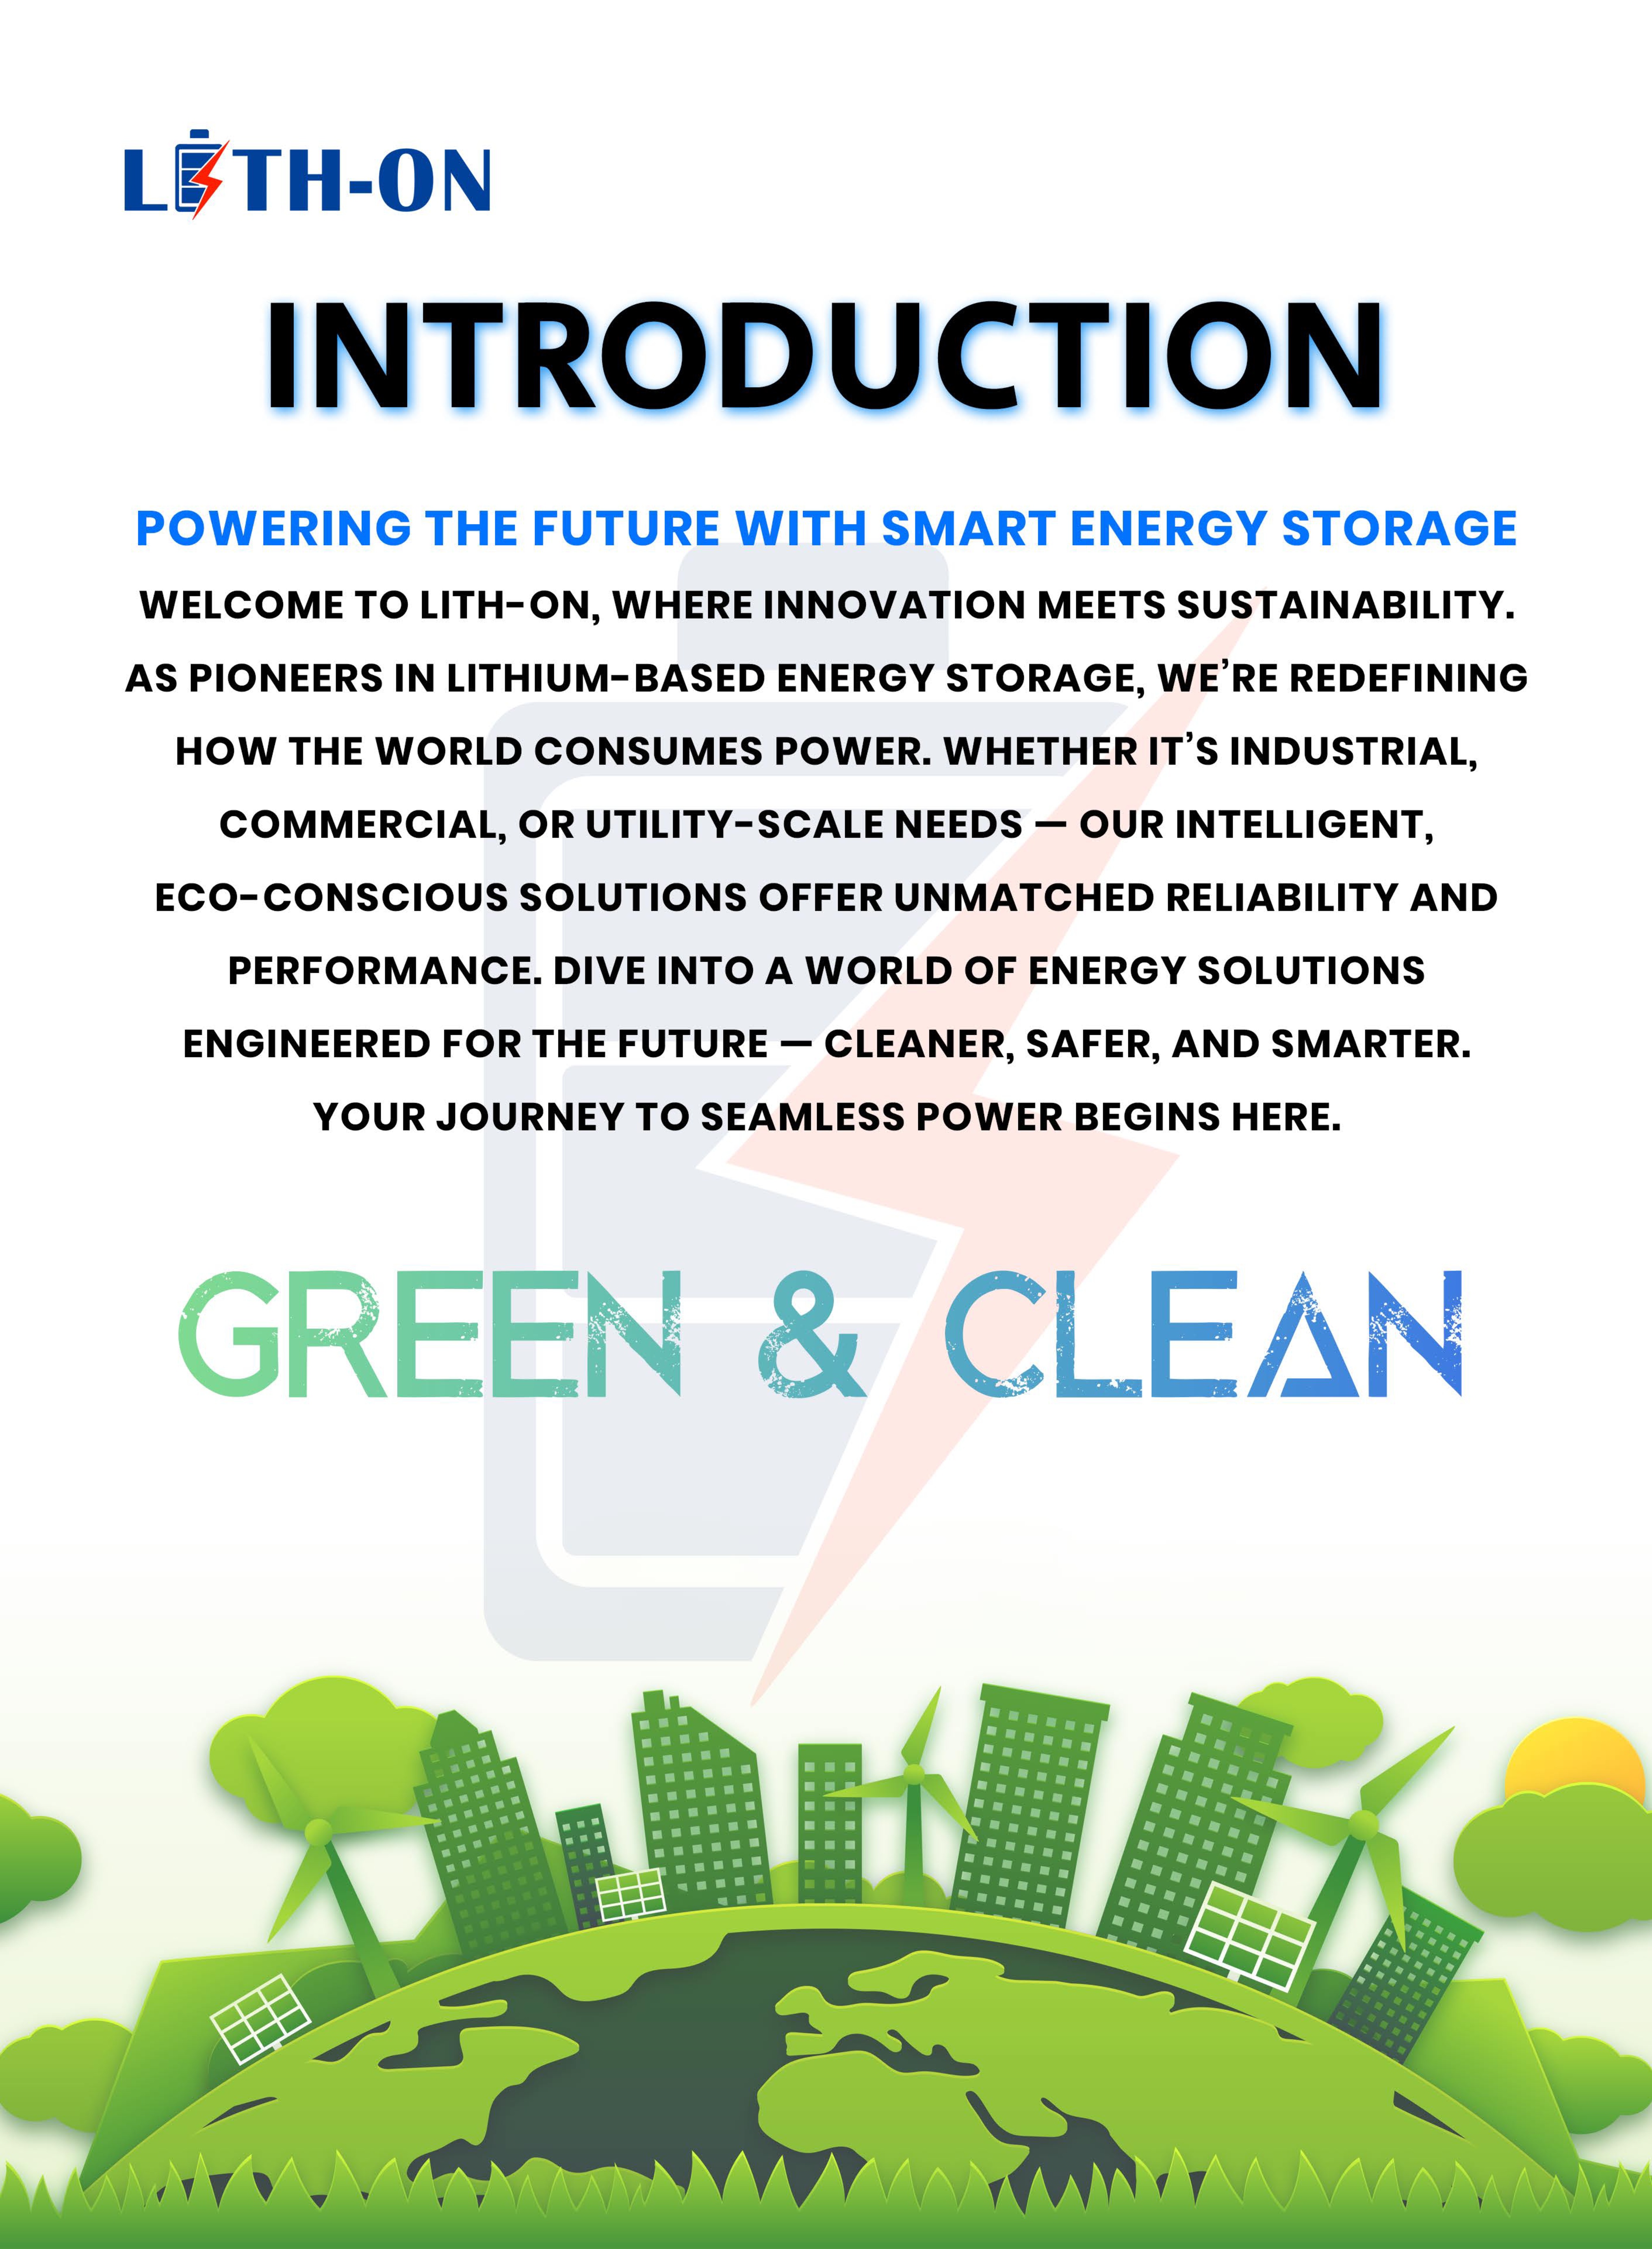 LITH-ON
INTRODUCTION
POWERING THE FUTURE WITH SMART ENERGY STORAGE
WELCOME TO LITH-ON, WHERE INNOVATION MEETS SUSTAINABILITY.
AS PIONEERS IN LITHIUM-BASED ENERGY STORAGE, WE’RE REDEFINING
HOW THE WORLD CONSUMES POWER. WHETHER IT’S INDUSTRIAL,
COMMERCIAL, OR UTILITY-SCALE NEEDS — OUR INTELLIGENT,
ECO-CONSCIOUS SOLUTIONS OFFER UNMATCHED RELIABILITY AND
PERFORMANCE. DIVE INTO A WORLD OF ENERGY SOLUTIONS
ENGINEERED FOR THE FUTURE — CLEANER, SAFER, AND SMARTER.
YOUR JOURNEY TO SEAMLESS POWER BEGINS HERE.
GREEN & CLEAN